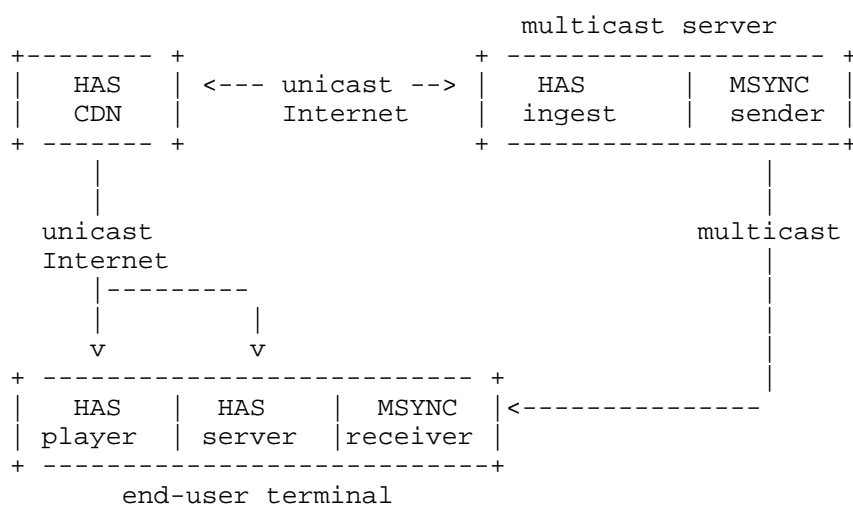 multicast server
HAS <--- unicast --> HAS MSYNC
CDN Internet ingest sender
unicast multicast
Internet
v v
HAS HAS MSYNC
player server receiver
end-user terminal